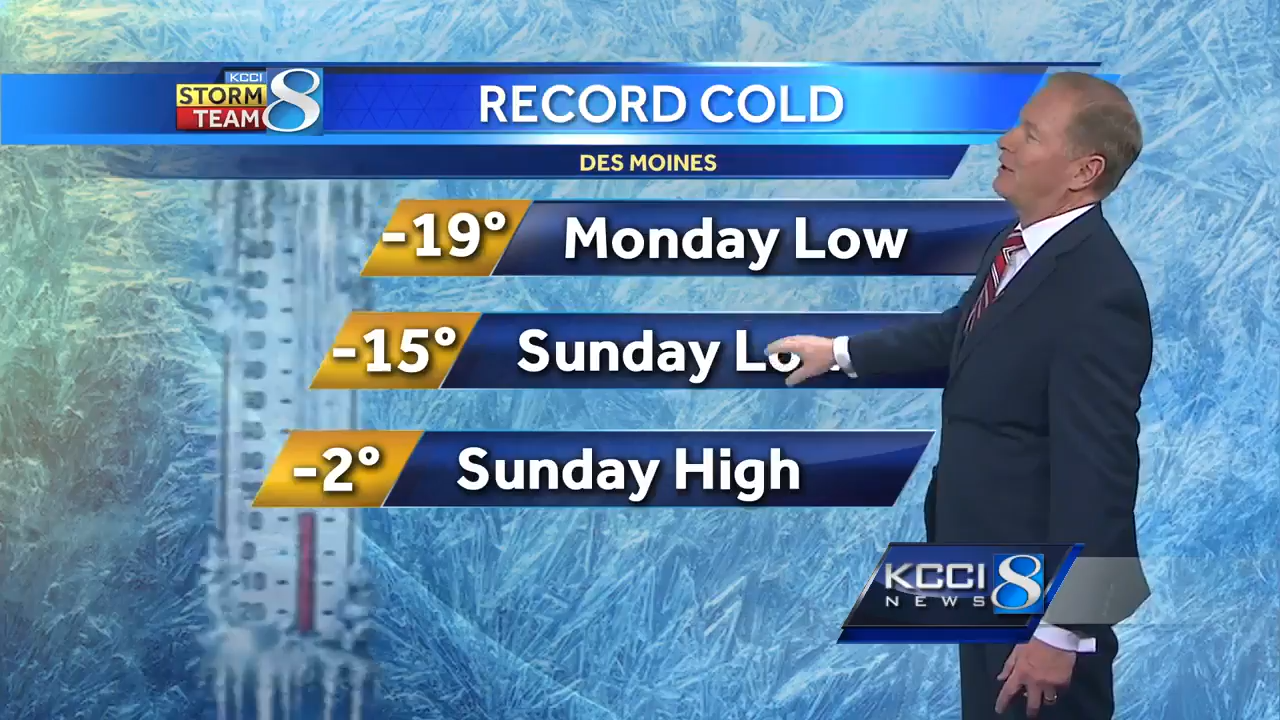 KCCI
STORM
TEAM
8
RECORD COLD
DES MOINES
-19° Monday Low
-15° Sunday Lo
-2° Sunday High
KCCI 8
NEWS